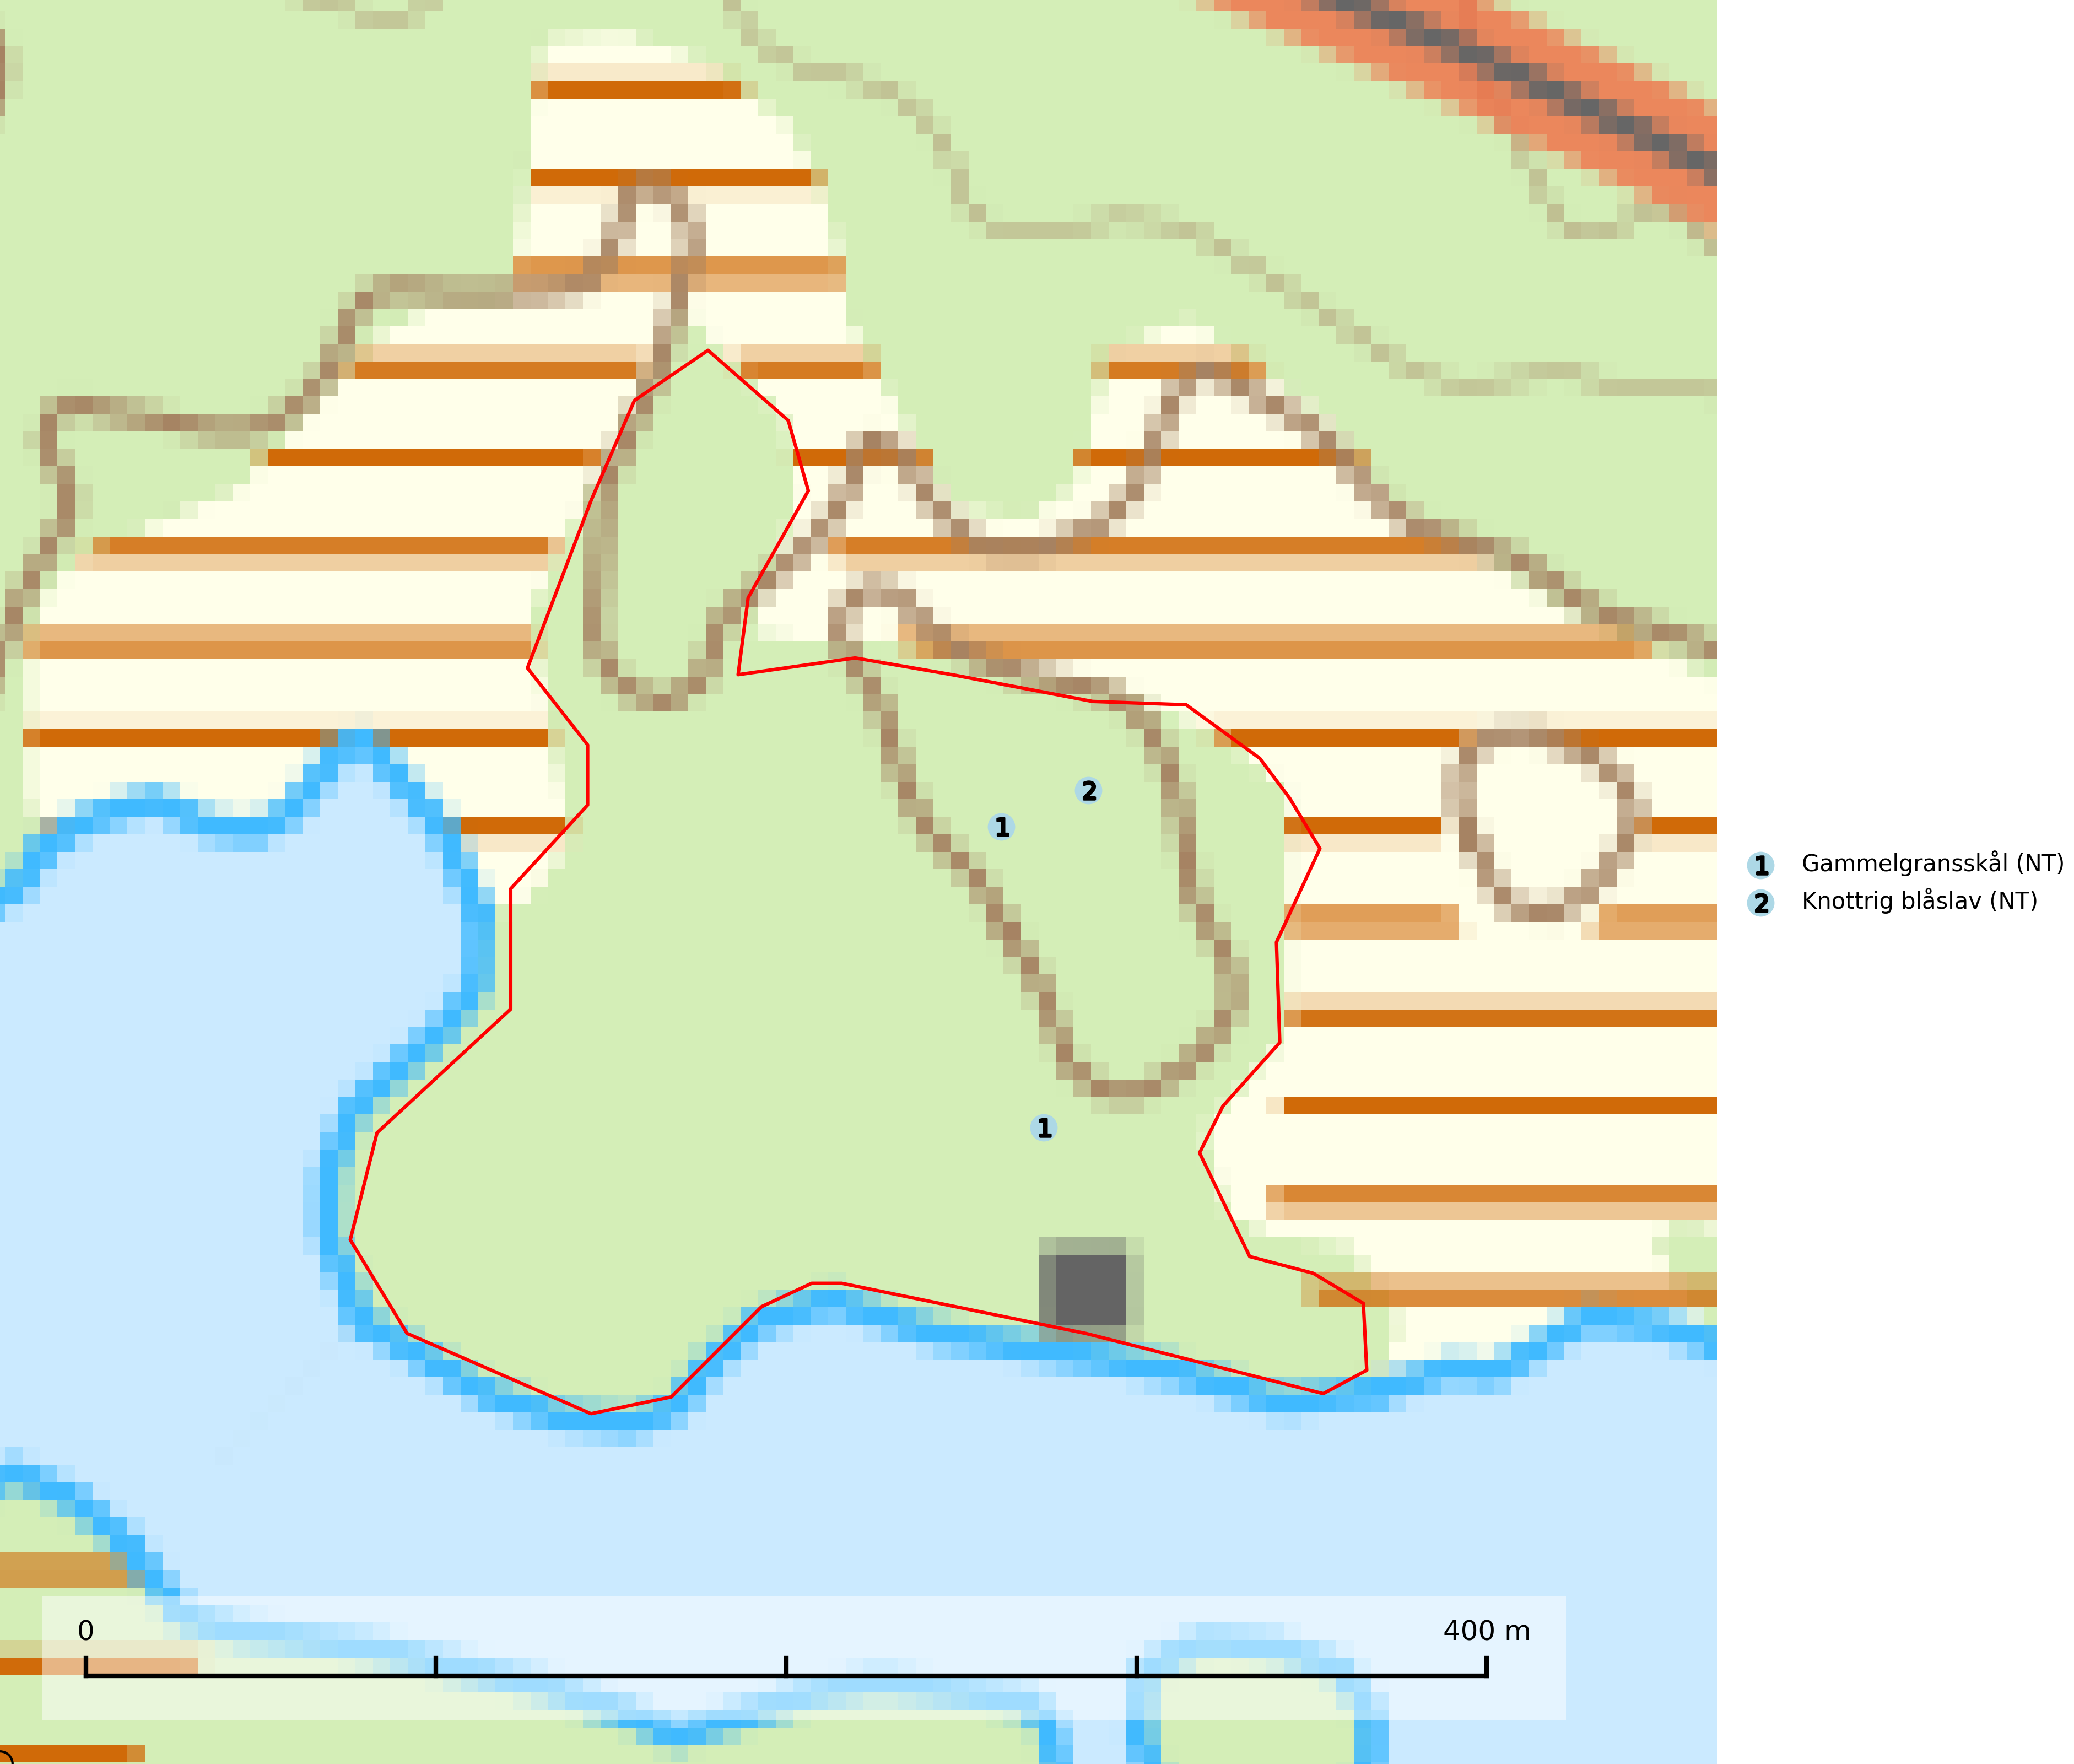 2
1
1
1 Gammelgransskål (NT)
2 Knottrig blåslav (NT)
0 400 m